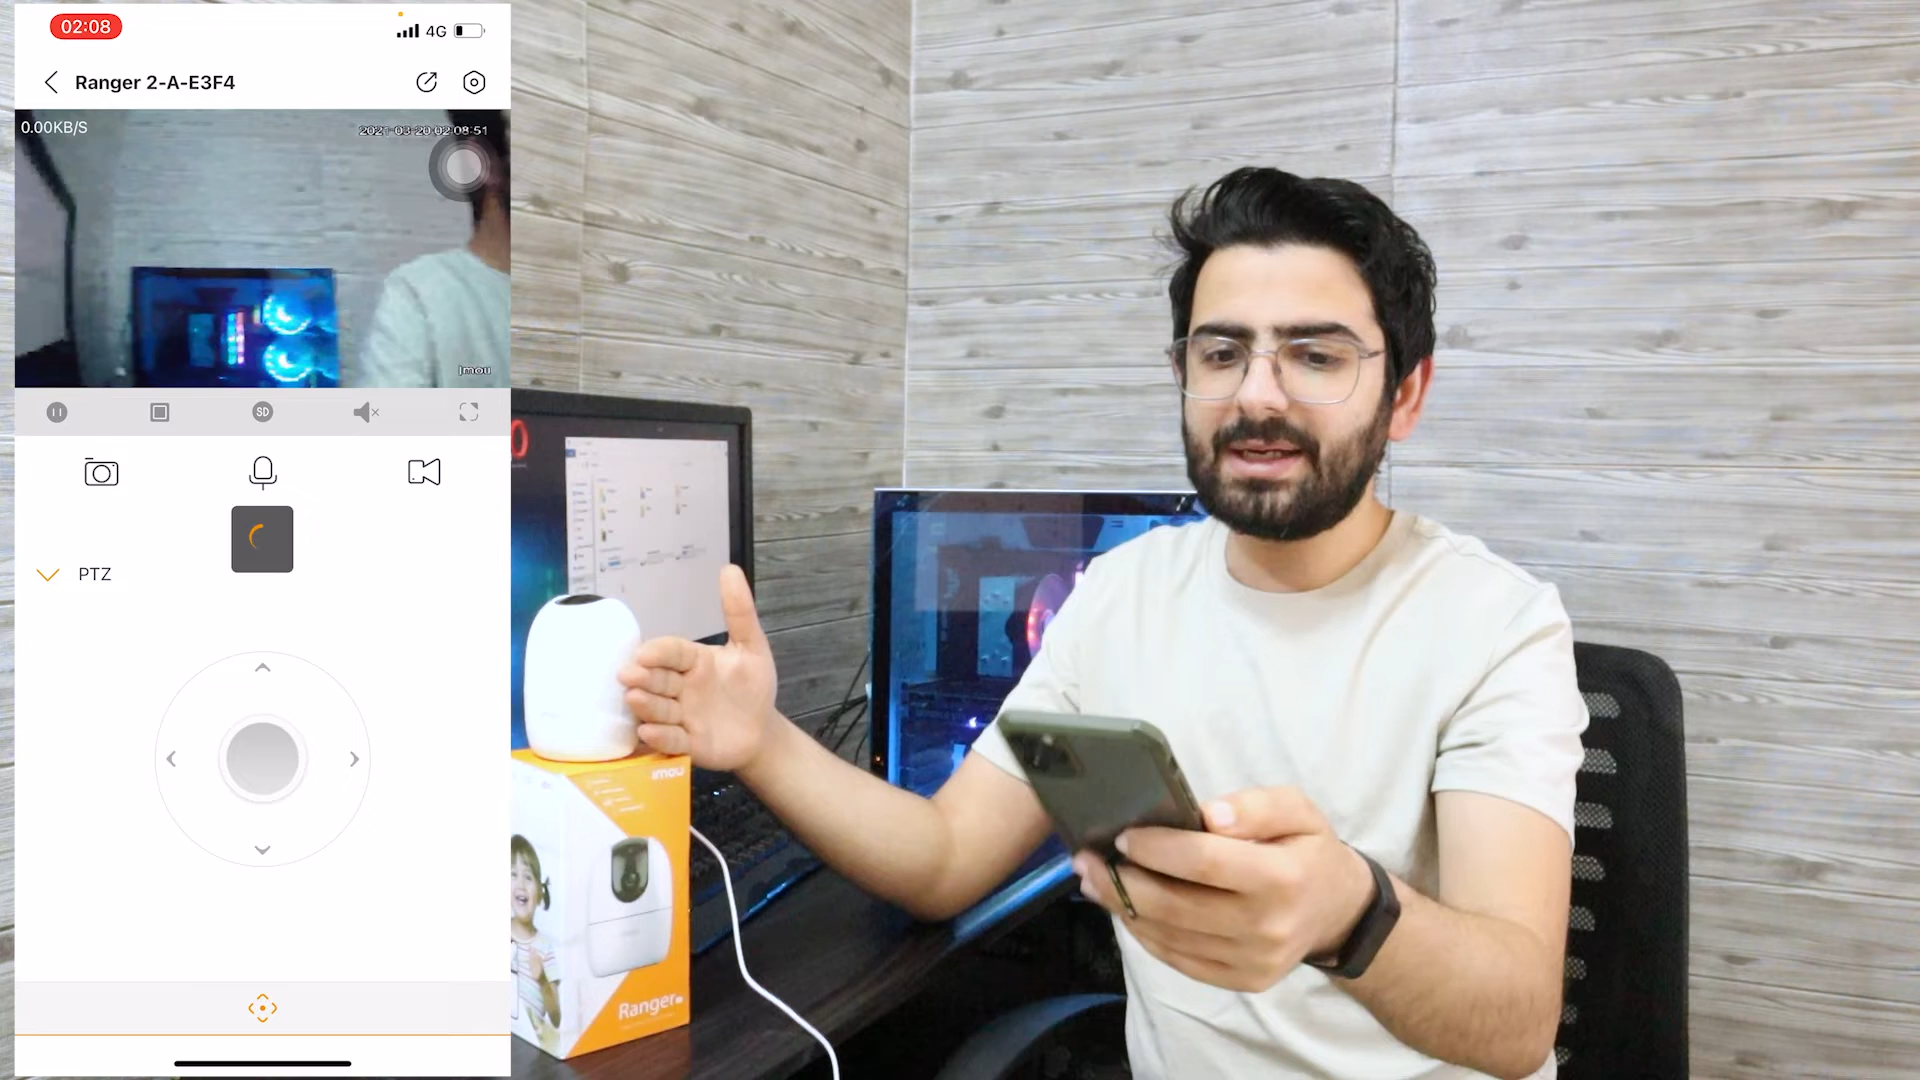 02:08
4G
Ranger 2-A-E3F4
0.00KB/S
2021-03-20 02:08:51
imou
SD
PTZ
0
imou
Ranger